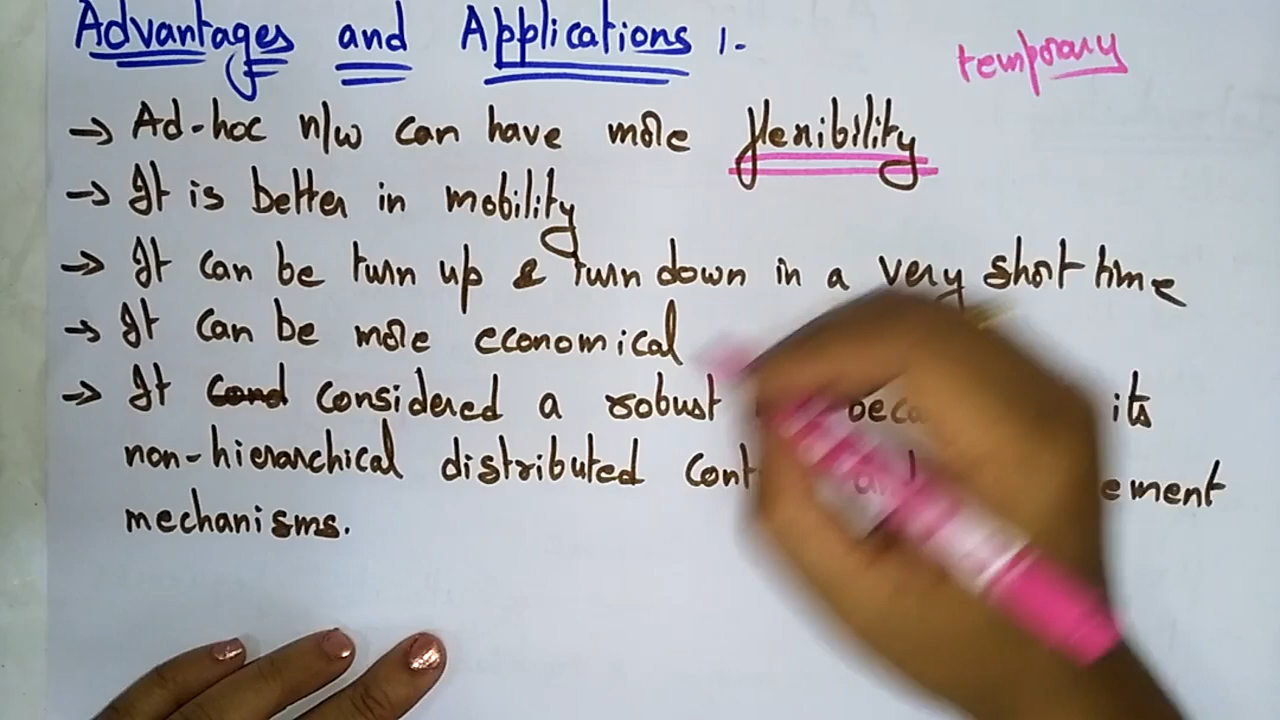 Advantages and Applications :-
temporary
→ Ad-hoc n/w can have more flexibility
→ It is better in mobility
→ It can be turn up & turn down in a very short time
→ It can be more economical
→ It considered a robust its
non-hierarchical distributed
mechanisms.